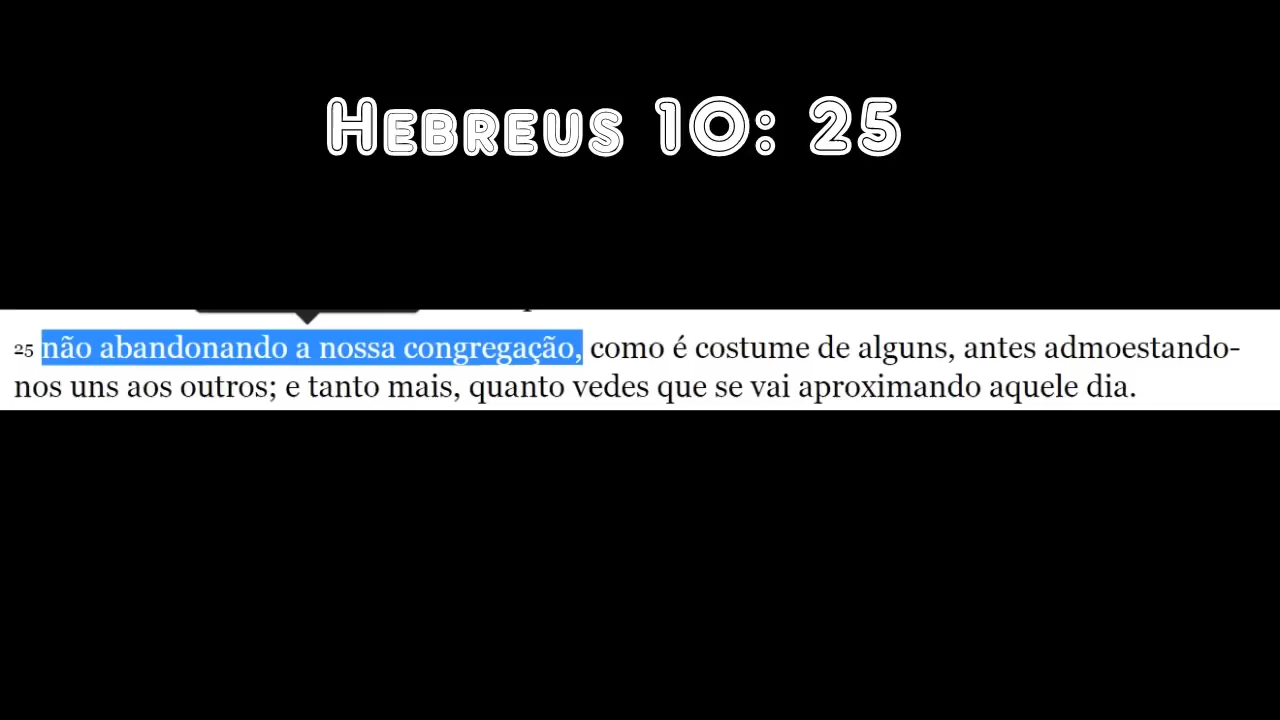 Hebreus 10: 25
25 não abandonando a nossa congregação, como é costume de alguns, antes admoestando-
nos uns aos outros; e tanto mais, quanto vedes que se vai aproximando aquele dia.